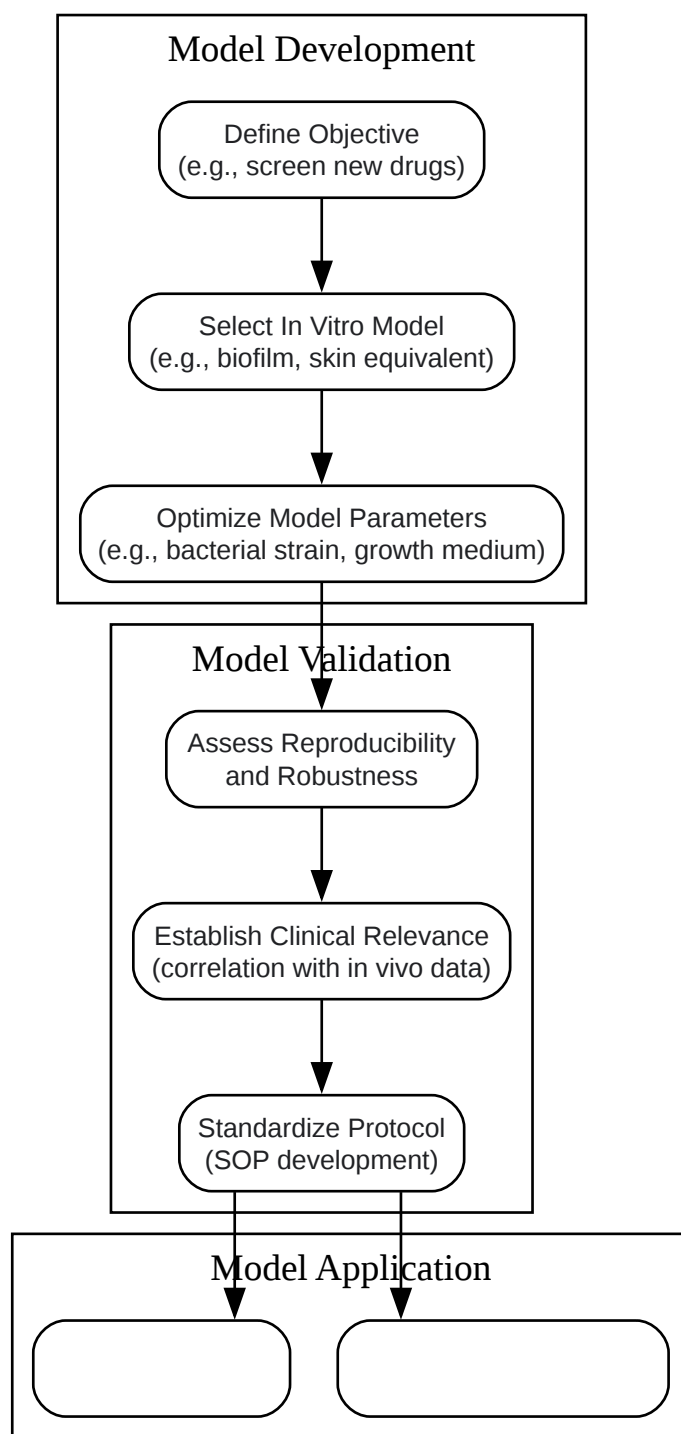 Model Development
Define Objective
(e.g., screen new drugs)
Select In Vitro Model
(e.g., biofilm, skin equivalent)
Optimize Model Parameters
(e.g., bacterial strain, growth medium)
Model Validation
Assess Reproducibility
and Robustness
Establish Clinical Relevance
(correlation with in vivo data)
Standardize Protocol
(SOP development)
Model Application